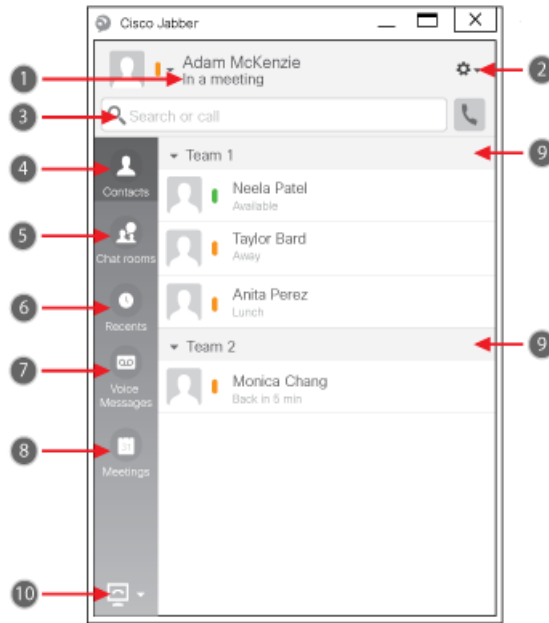 Cisco Jabber
Adam McKenzie
In a meeting
1
2
3
Search or call
Team 1
9
4
Contacts
Neela Patel
Available
5
Chat rooms
Taylor Bard
Away
6
Recents
Anita Perez
Lunch
Team 2
9
7
Voice
Messages
Monica Chang
Back in 5 min
8
31
Meetings
10